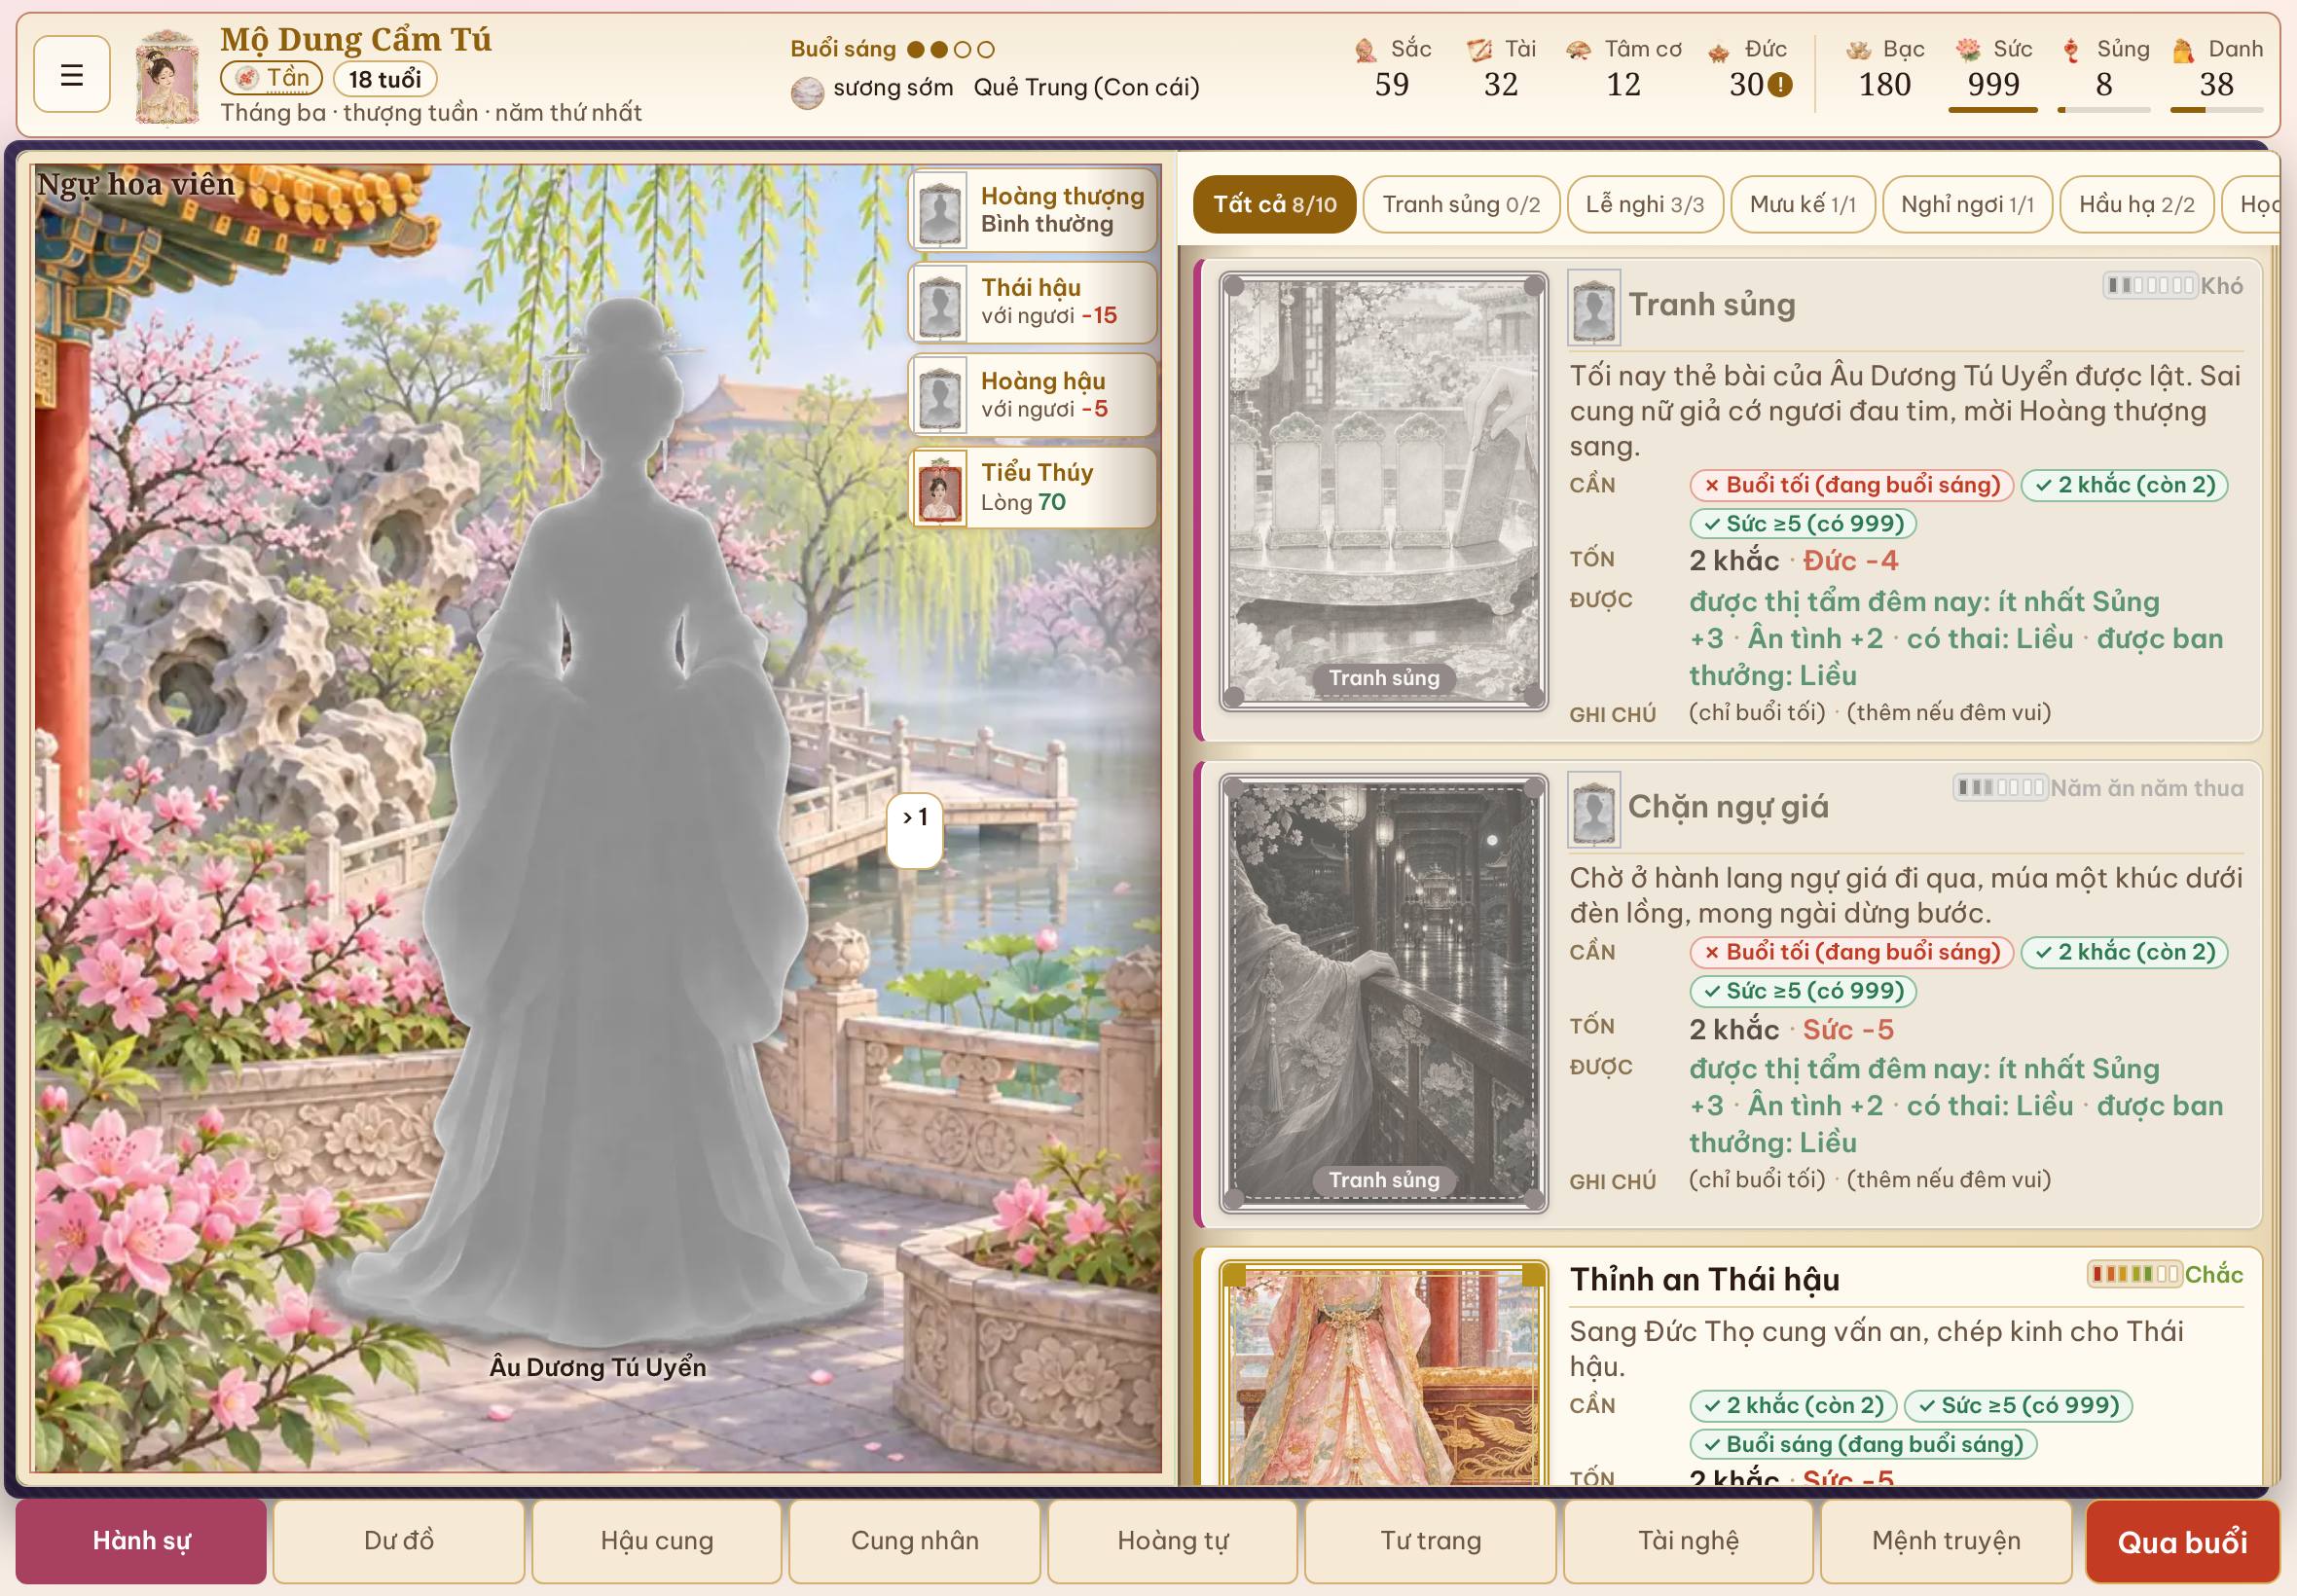 ☰
Mộ Dung Cẩm Tú
Tần 18 tuổi
Tháng ba · thượng tuần · năm thứ nhất
Buổi sáng
sương sớm Quẻ Trung (Con cái)
Sắc Tài Tâm cơ Đức Bạc Sức Sủng Danh
59 32 12 30 ! 180 999 8 38
Ngự hoa viên
Hoàng thượng
Bình thường
Thái hậu
với ngươi -15
Hoàng hậu
với ngươi -5
Tiểu Thúy
Lòng 70
› 1
Âu Dương Tú Uyển
Tất cả 8/10 Tranh sủng 0/2 Lễ nghi 3/3 Mưu kế 1/1 Nghỉ ngơi 1/1 Hầu hạ 2/2
Tranh sủng
Tranh sủng
Khó
Tối nay thẻ bài của Âu Dương Tú Uyển được lật. Sai
cung nữ giả cớ ngươi đau tim, mời Hoàng thượng
sang.
CẦN × Buổi tối (đang buổi sáng) ✓ 2 khắc (còn 2)
✓ Sức ≥5 (có 999)
TỐN 2 khắc · Đức -4
ĐƯỢC được thị tẩm đêm nay: ít nhất Sủng
+3 · Ân tình +2 · có thai: Liều · được ban
thưởng: Liều
GHI CHÚ (chỉ buổi tối) · (thêm nếu đêm vui)
Tranh sủng
Chặn ngự giá
Năm ăn năm thua
Chờ ở hành lang ngự giá đi qua, múa một khúc dưới
đèn lồng, mong ngài dừng bước.
CẦN × Buổi tối (đang buổi sáng) ✓ 2 khắc (còn 2)
✓ Sức ≥5 (có 999)
TỐN 2 khắc · Sức -5
ĐƯỢC được thị tẩm đêm nay: ít nhất Sủng
+3 · Ân tình +2 · có thai: Liều · được ban
thưởng: Liều
GHI CHÚ (chỉ buổi tối) · (thêm nếu đêm vui)
Thỉnh an Thái hậu
Chắc
Sang Đức Thọ cung vấn an, chép kinh cho Thái
hậu.
CẦN ✓ 2 khắc (còn 2) ✓ Sức ≥5 (có 999)
✓ Buổi sáng (đang buổi sáng)
TỐN 2 khắc · Sức -5
Hành sự Dư đồ Hậu cung Cung nhân Hoàng tự Tư trang Tài nghệ Mệnh truyện Qua buổi